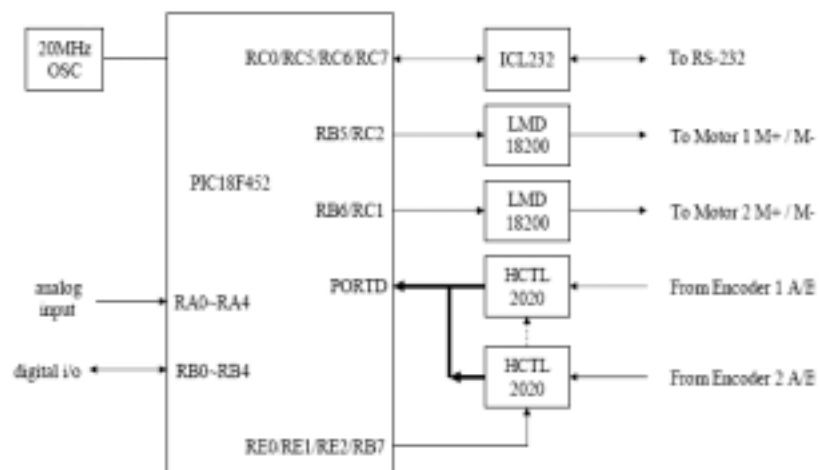 20MHz
OSC
RC0/RC5/RC6/RC7
ICL232
To RS-232
RB5/RC2
LMD
18200
To Motor 1 M+ / M-
PIC18F452
RB6/RC1
LMD
18200
To Motor 2 M+ / M-
PORTD
HCTL
2020
From Encoder 1 A/B
analog
input
RA0~RA4
digital i/o
RB0~RB4
HCTL
2020
From Encoder 2 A/B
RE0/RE1/RE2/RB7